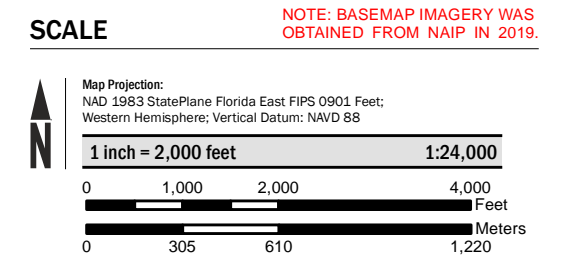 SCALE
NOTE: BASEMAP IMAGERY WAS
OBTAINED FROM NAIP IN 2019.
N
Map Projection:
NAD 1983 StatePlane Florida East FIPS 0901 Feet;
Western Hemisphere; Vertical Datum: NAVD 88
1 inch = 2,000 feet 1:24,000
0 1,000 2,000 4,000
Feet
Meters
0 305 610 1,220